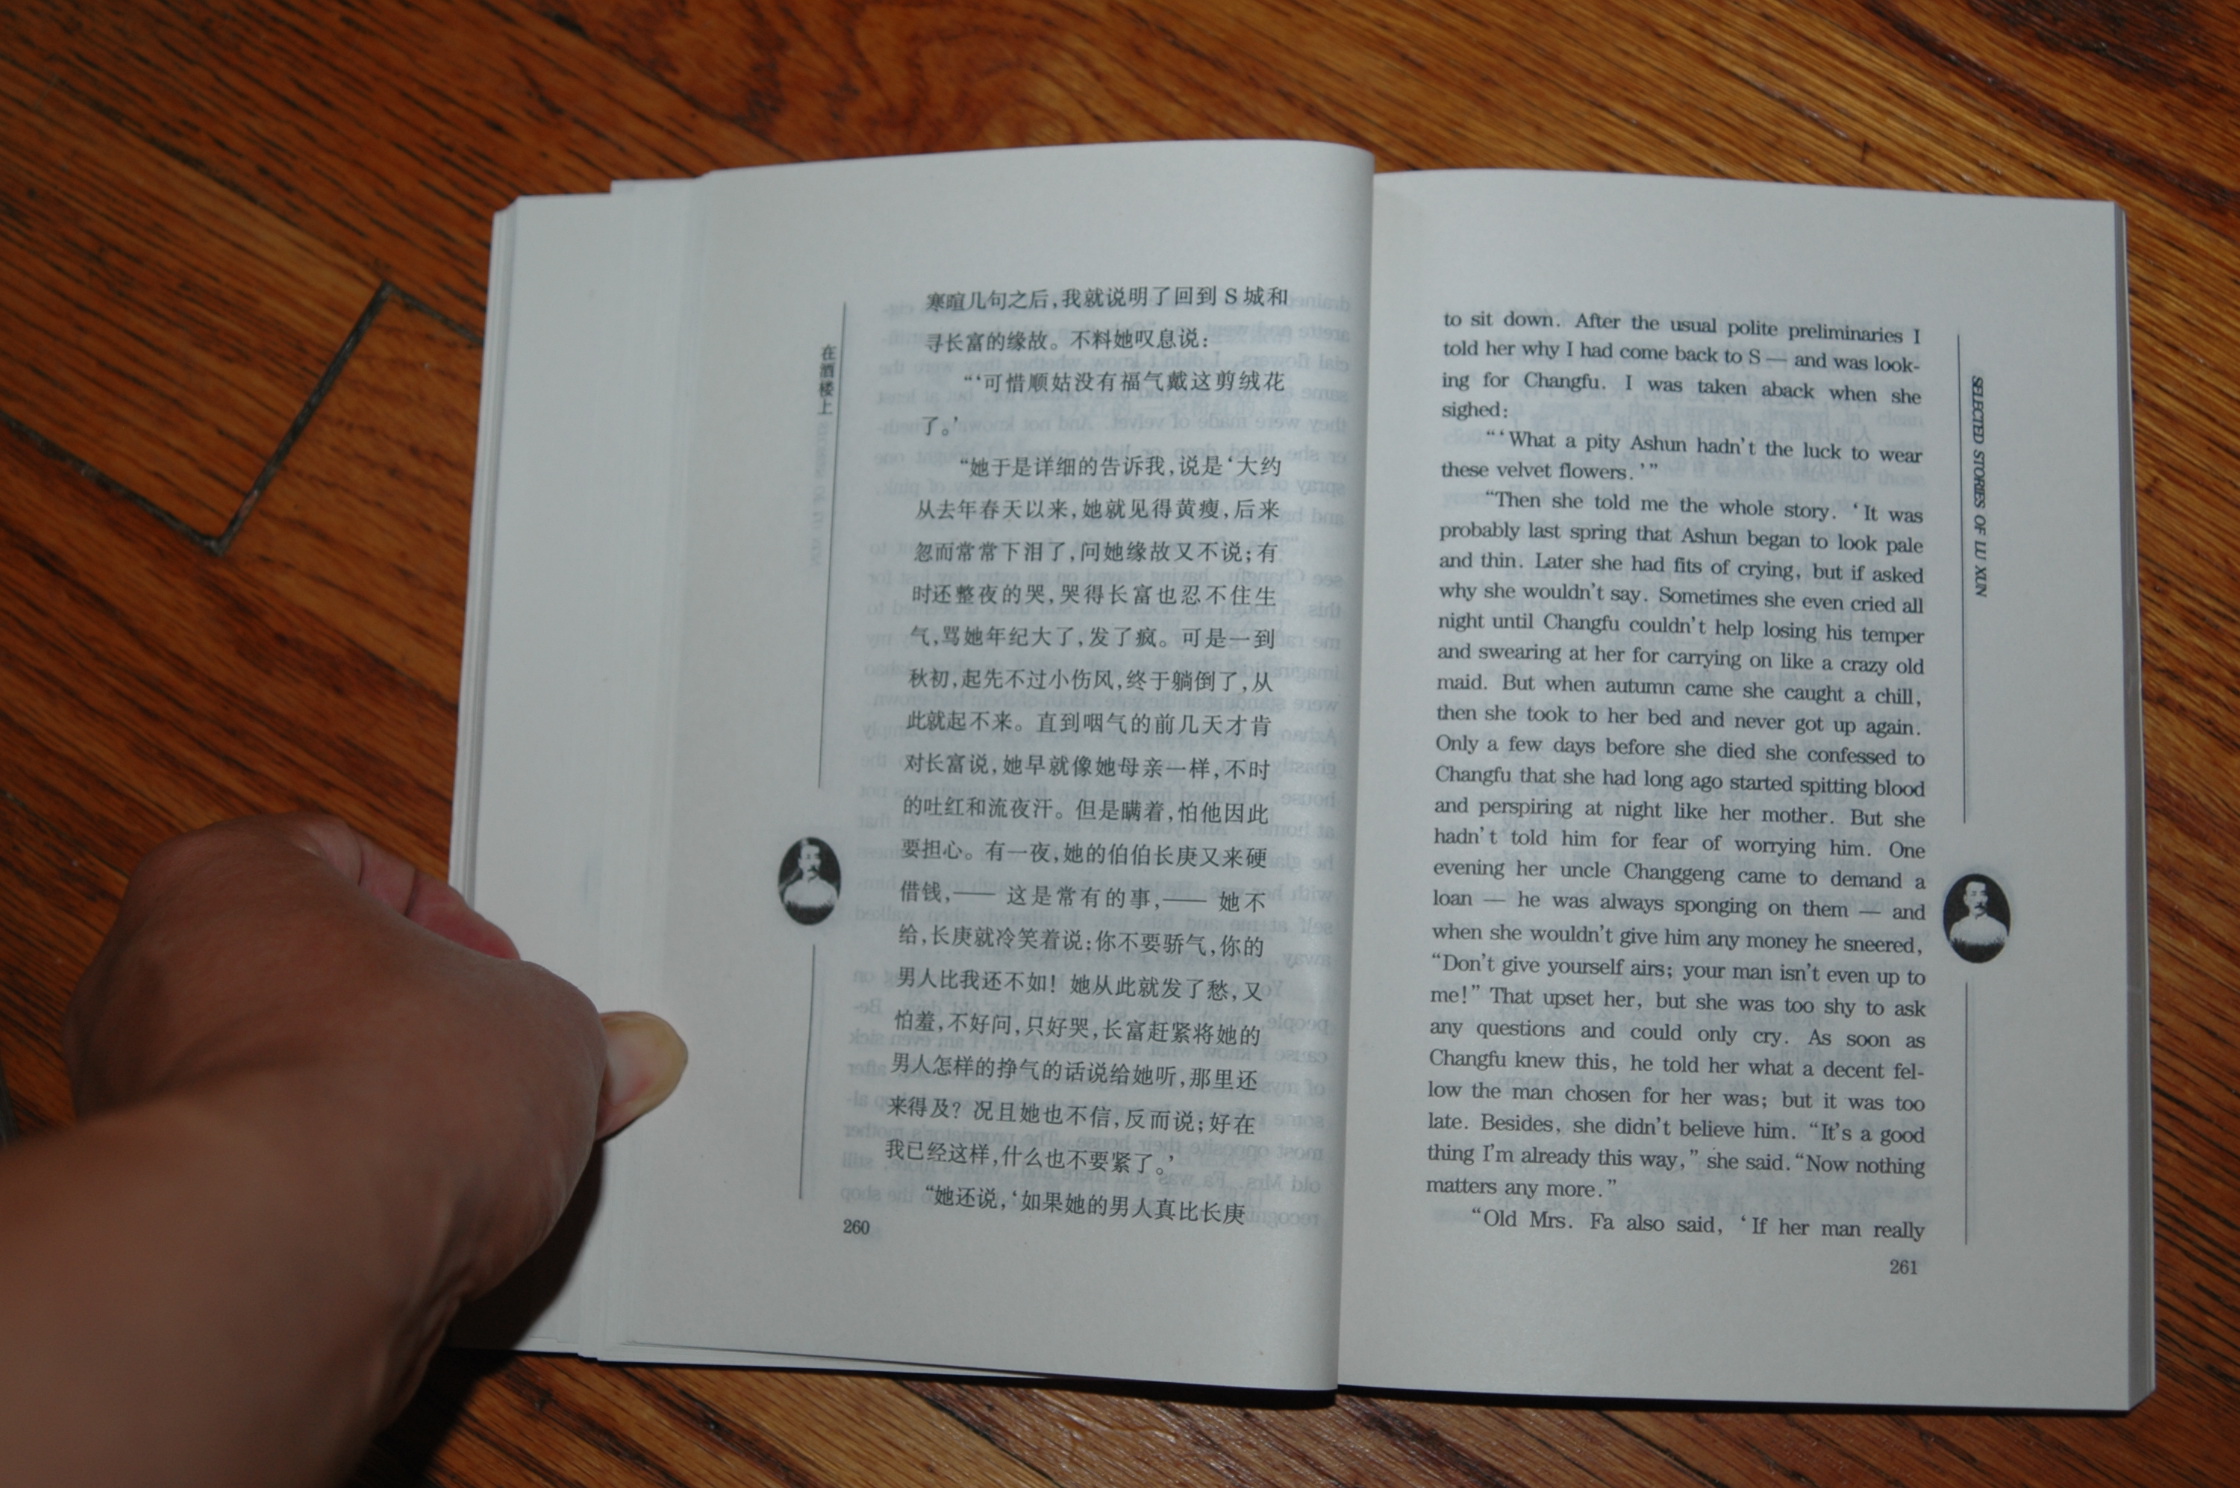 在酒楼上
寒暄几句之后,我就说明了回到 S 城和
寻长富的缘故。不料她叹息说:
“‘可惜顺姑没有福气戴这剪绒花
了。’
“她于是详细的告诉我,说是‘大约
从去年春天以来,她就见得黄瘦,后来
忽而常常下泪了,问她缘故又不说;有
时还整夜的哭,哭得长富也忍不住生
气,骂她年纪大了,发了疯。可是一到
秋初,起先不过小伤风,终于躺倒了,从
此就起不来。直到咽气的前几天才肯
对长富说,她早就像她母亲一样,不时
的吐红和流夜汗。但是瞒着,怕他因此
要担心。有一夜,她的伯伯长庚又来硬
借钱,—— 这是常有的事,—— 她不
给,长庚就冷笑着说:你不要骄气,你的
男人比我还不如!她从此就发了愁,又
怕羞,不好问,只好哭,长富赶紧将她的
男人怎样的挣气的话说给她听,那里还
来得及?况且她也不信,反而说:好在
我已经这样,什么也不要紧了。’
“她还说,‘如果她的男人真比长庚
260
to sit down. After the usual polite preliminaries I
told her why I had come back to S — and was look-
ing for Changfu. I was taken aback when she
sighed:
“‘What a pity Ashun hadn't the luck to wear
these velvet flowers.’”
“Then she told me the whole story. ‘It was
probably last spring that Ashun began to look pale
and thin. Later she had fits of crying, but if asked
why she wouldn't say. Sometimes she even cried all
night until Changfu couldn't help losing his temper
and swearing at her for carrying on like a crazy old
maid. But when autumn came she caught a chill,
then she took to her bed and never got up again.
Only a few days before she died she confessed to
Changfu that she had long ago started spitting blood
and perspiring at night like her mother. But she
hadn't told him for fear of worrying him. One
evening her uncle Changgeng came to demand a
loan — he was always sponging on them — and
when she wouldn't give him any money he sneered,
“Don't give yourself airs; your man isn't even up to
me!” That upset her, but she was too shy to ask
any questions and could only cry. As soon as
Changfu knew this, he told her what a decent fel-
low the man chosen for her was; but it was too
late. Besides, she didn't believe him. “It's a good
thing I'm already this way,” she said. “Now nothing
matters any more.”
“Old Mrs. Fa also said, ‘If her man really
261
SELECTED STORIES OF LU XUN